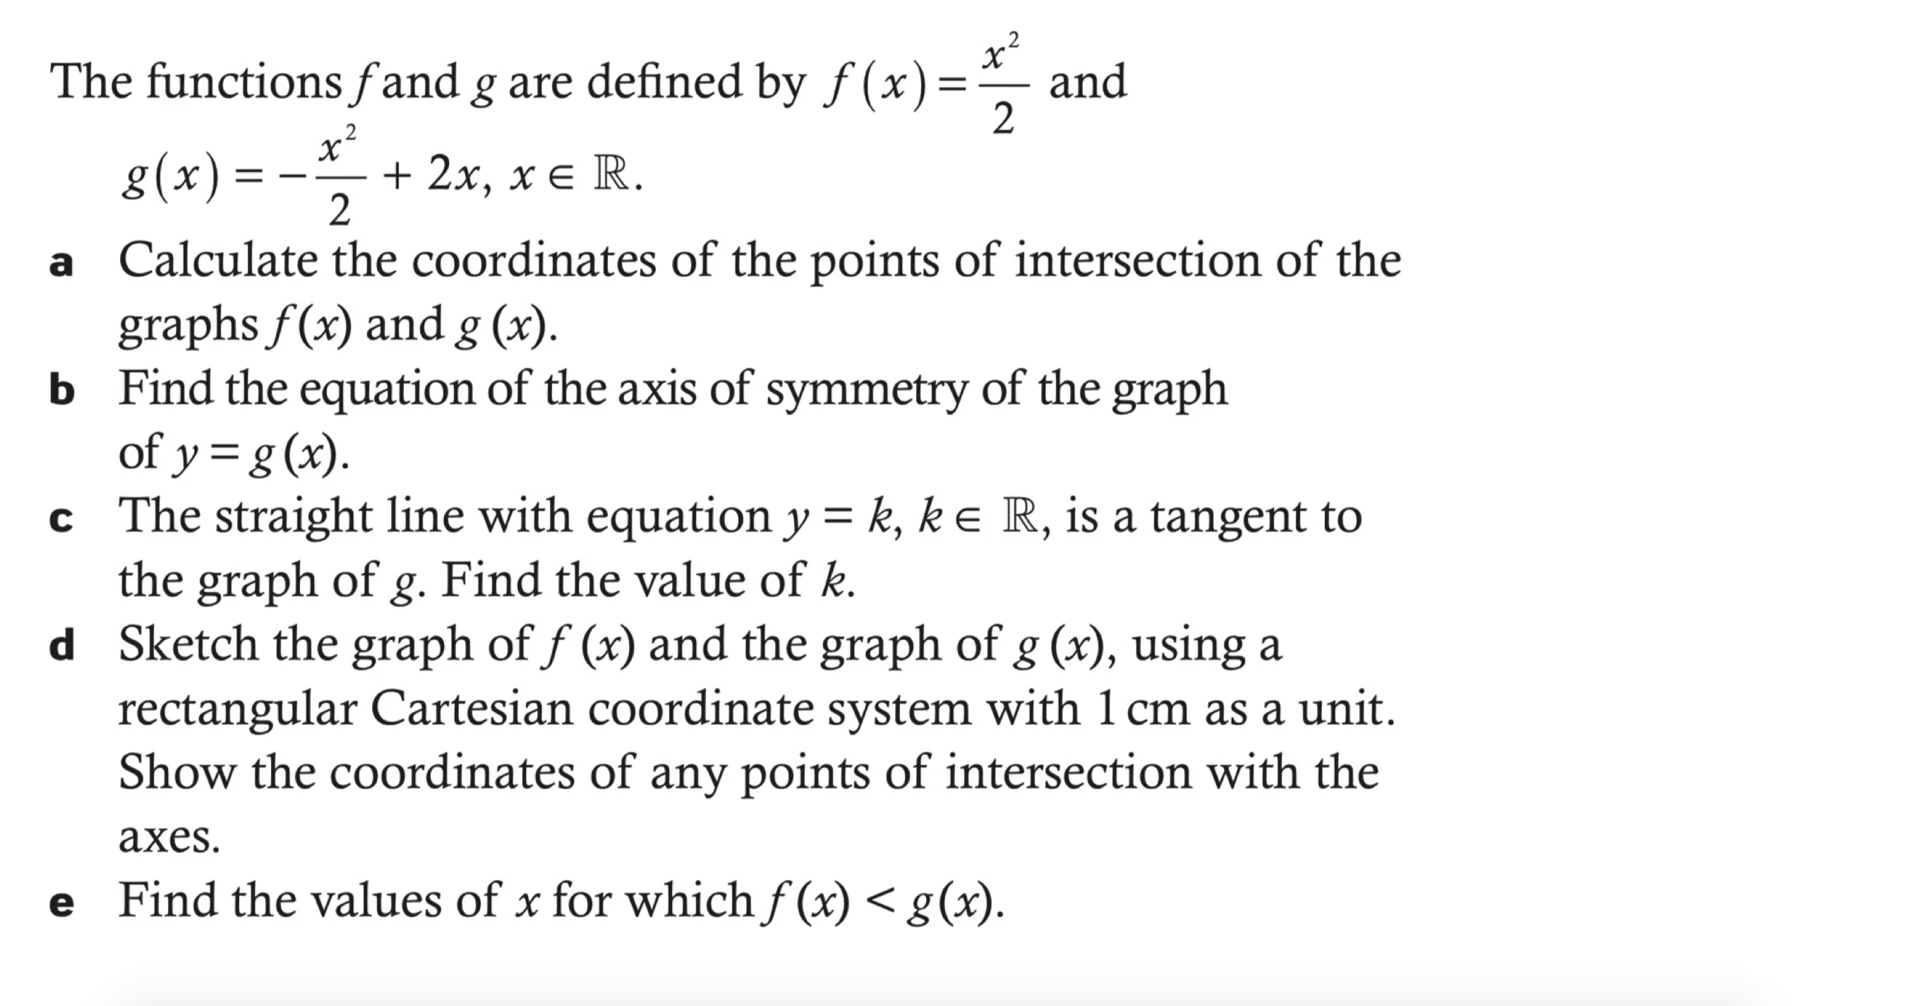 The functions f and g are defined by f(x) = x²/2 and
g(x) = −x²/2 + 2x, x ∈ ℝ.
a Calculate the coordinates of the points of intersection of the
graphs f(x) and g(x).
b Find the equation of the axis of symmetry of the graph
of y = g(x).
c The straight line with equation y = k, k ∈ ℝ, is a tangent to
the graph of g. Find the value of k.
d Sketch the graph of f(x) and the graph of g(x), using a
rectangular Cartesian coordinate system with 1 cm as a unit.
Show the coordinates of any points of intersection with the
axes.
e Find the values of x for which f(x) < g(x).